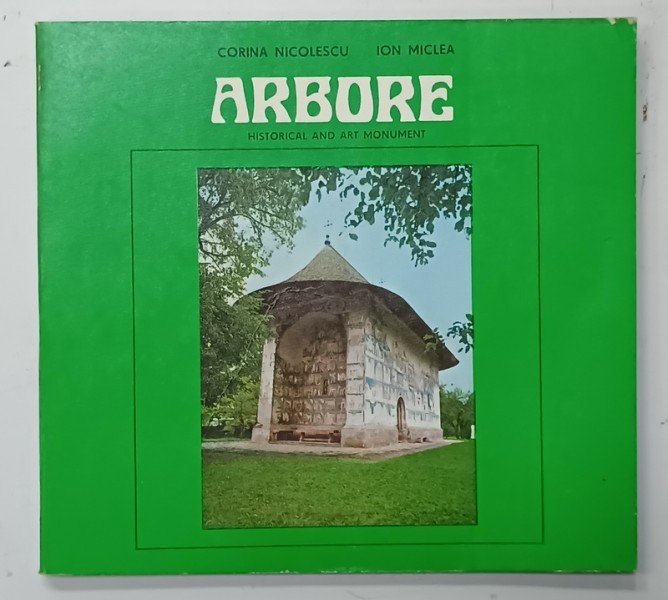 CORINA NICOLESCU ION MICLEA
ARBORE
HISTORICAL AND ART MONUMENT